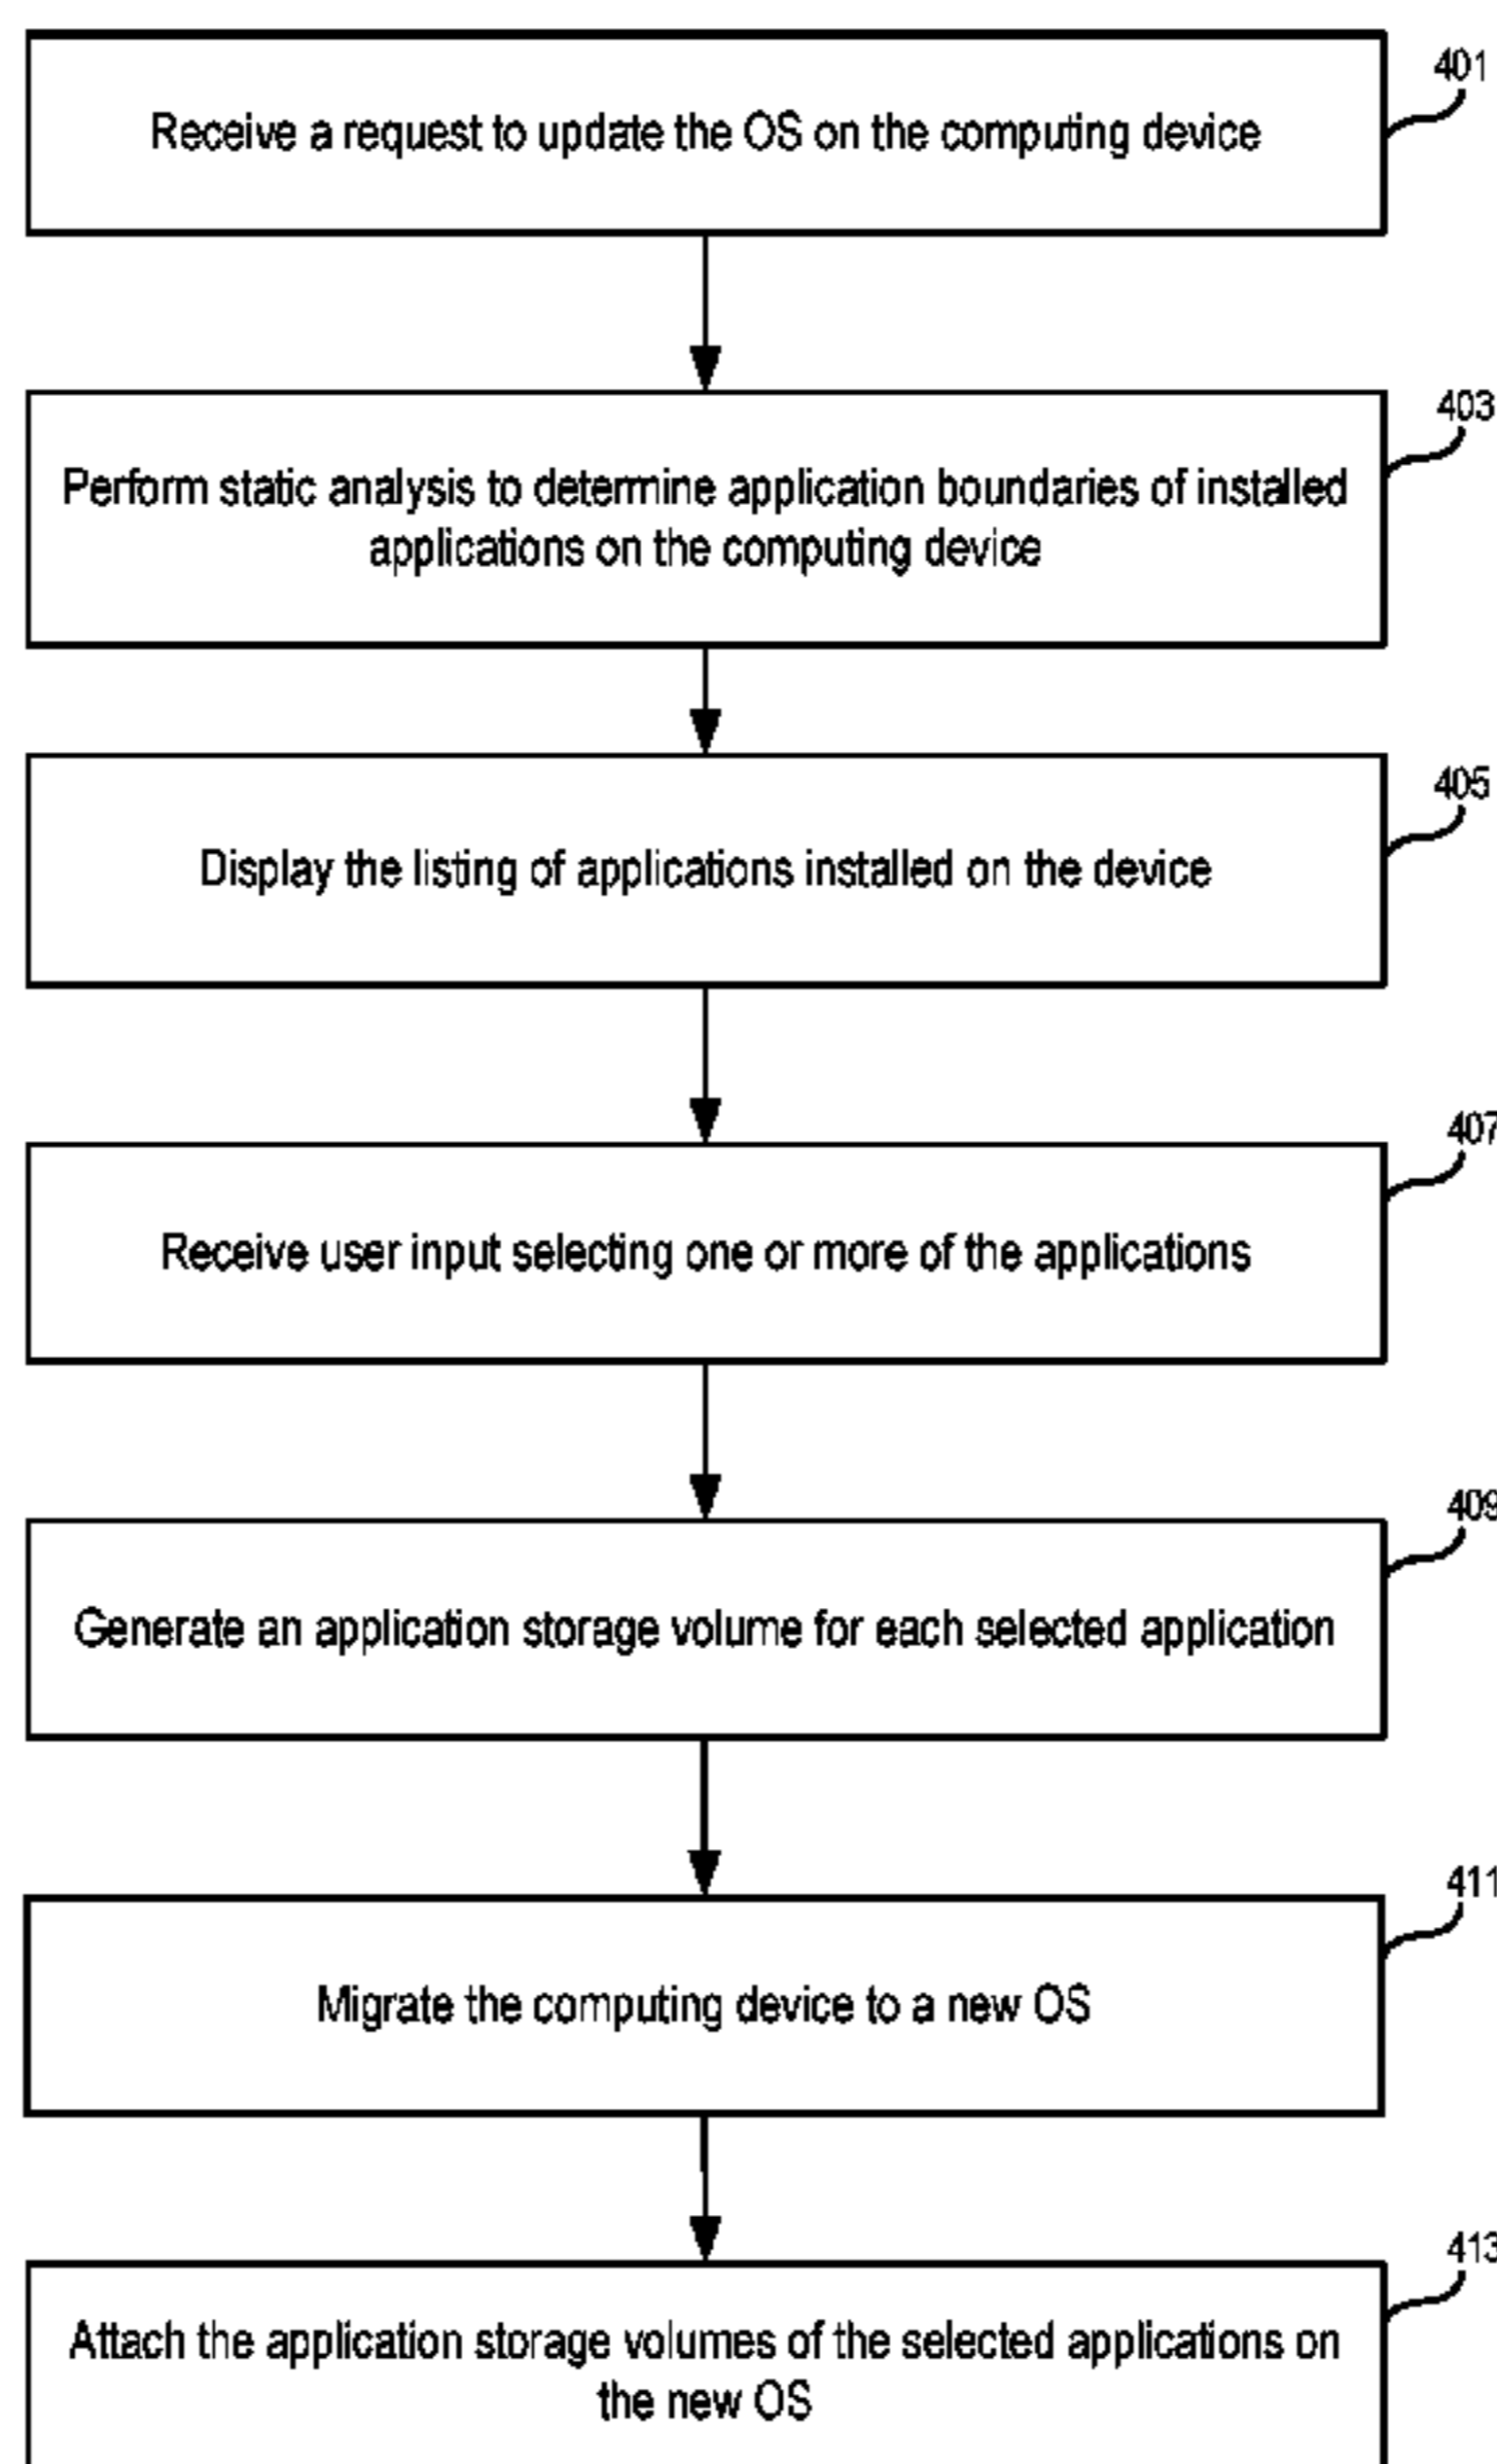 401
Receive a request to update the OS on the computing device
403
Perform static analysis to determine application boundaries of installed
applications on the computing device
405
Display the listing of applications installed on the device
407
Receive user input selecting one or more of the applications
409
Generate an application storage volume for each selected application
411
Migrate the computing device to a new OS
413
Attach the application storage volumes of the selected applications on
the new OS